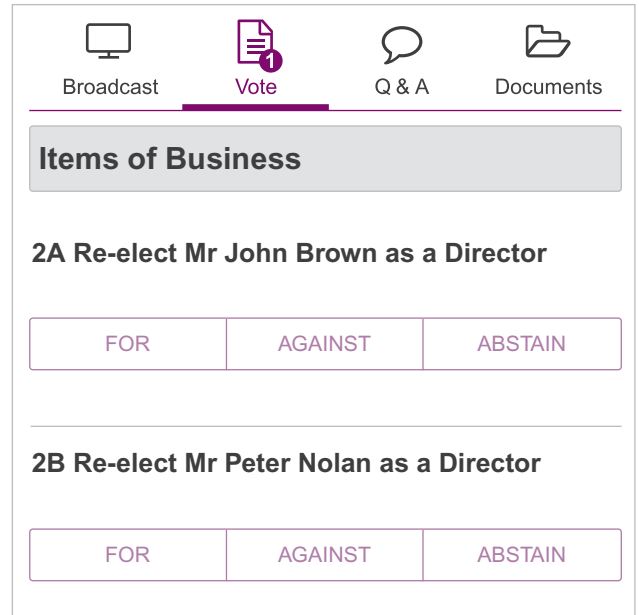 1
Broadcast Vote Q & A Documents
Items of Business
2A Re-elect Mr John Brown as a Director
FOR AGAINST ABSTAIN
2B Re-elect Mr Peter Nolan as a Director
FOR AGAINST ABSTAIN